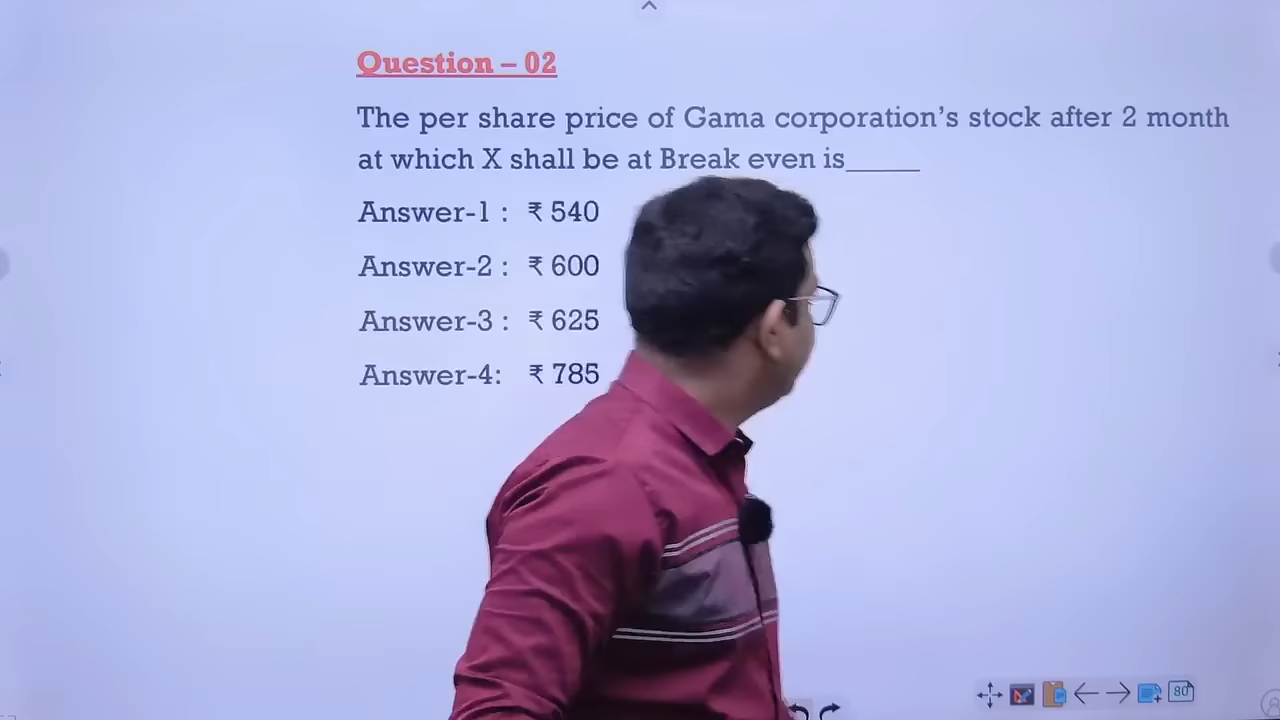 Question – 02
The per share price of Gama corporation's stock after 2 month
at which X shall be at Break even is_____
Answer-1 : ₹ 540
Answer-2 : ₹ 600
Answer-3 : ₹ 625
Answer-4: ₹ 785
80